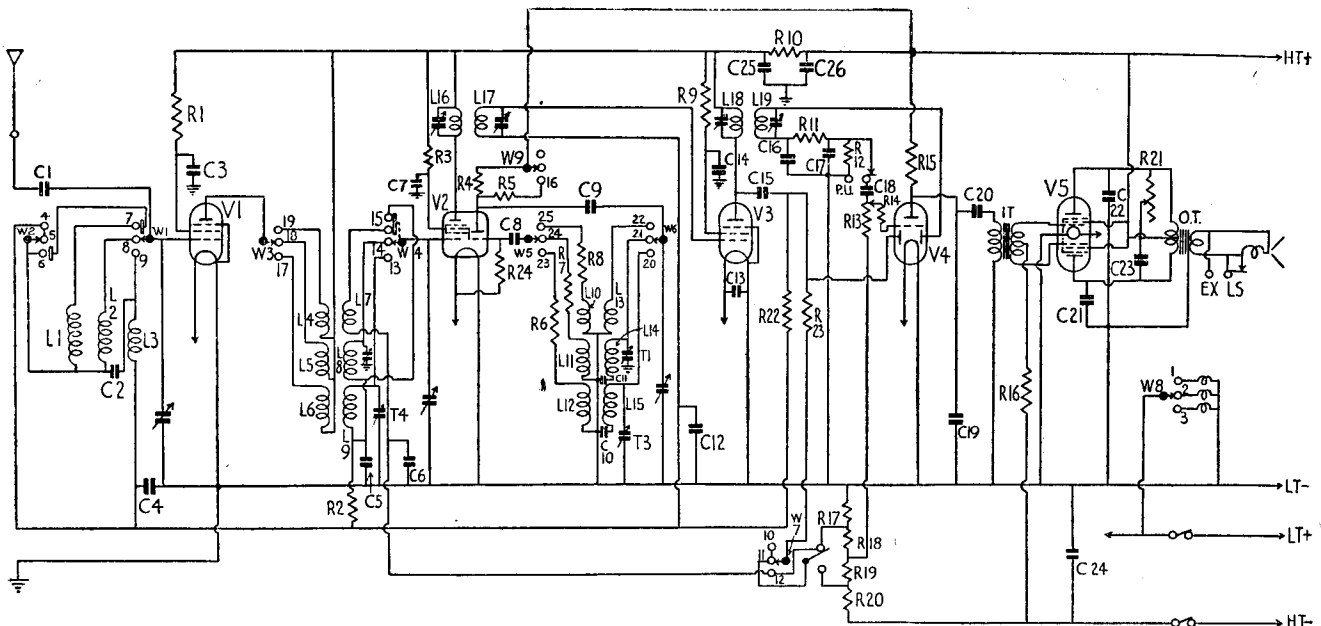 R10
HT+
C25
C26
R1
L16
L17
R9
L18
L19
R11
C16
C17
R12
P.U.
C18
R14
R13
R15
C1
C3
V1
R3
C7
W9
R4
R5
16
V2
C9
C14
C15
V3
V4
C20
IT
V5
C22
R21
O.T.
C23
EX
LS
4
W2
5
6
7
8
9
W1
W3
19
18
17
15
14
13
W4
C8
W5
25
24
23
R24
R7
R8
22
21
20
W6
C13
R22
R23
C21
L1
L2
L3
C2
L4
L5
L6
L7
L8
L9
T4
R6
L10
L11
L12
L13
L14
L15
T1
C11
C10
T3
C12
R16
C19
W8
1
2
3
C4
R2
C5
C6
LT-
R17
R18
R19
R20
W7
10
11
12
LT+
C24
HT-